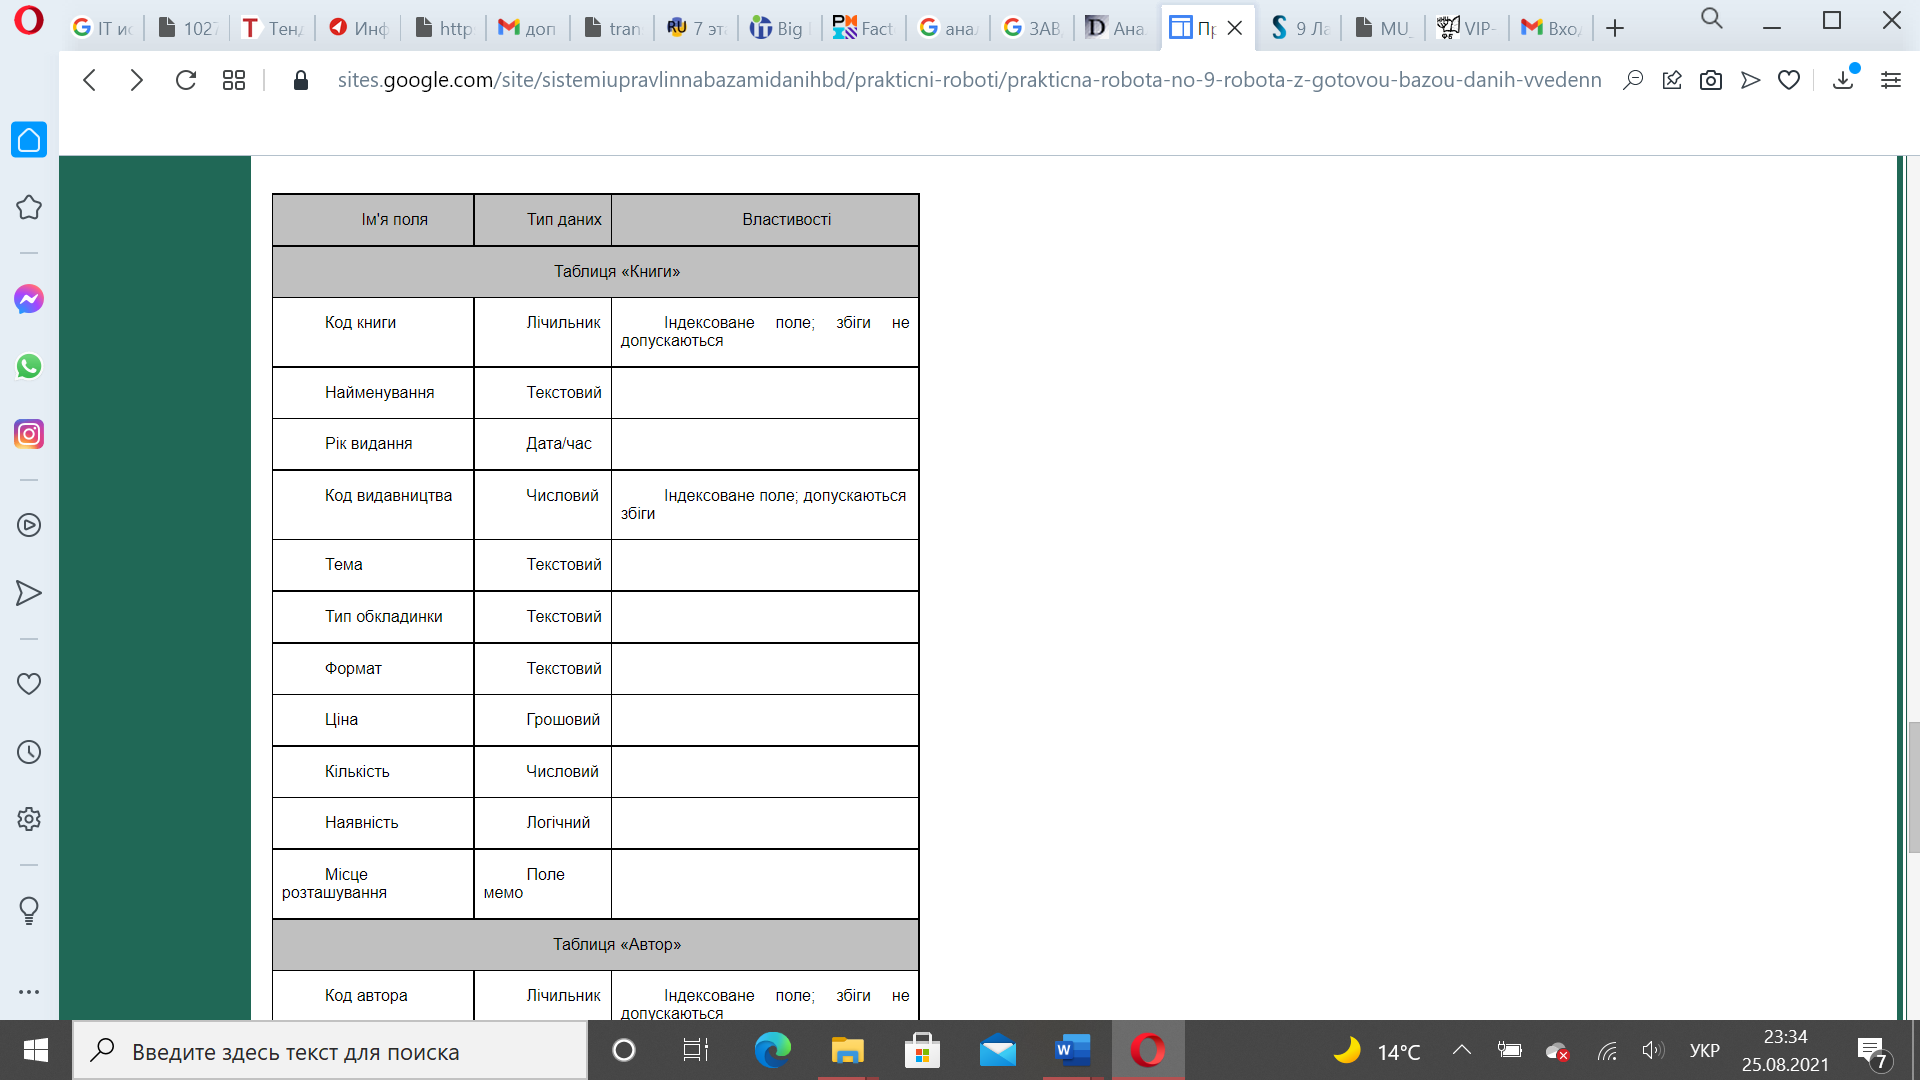 IT ис
1027
Тенд
Инф
http
доп
tran
7 эт
Big
Fact
ана
ЗАВ
Ана
Пр
9 Ла
MU_
VIP-
Вхо
sites.google.com/site/sistemiupravlinnabazamidanihbd/prakticni-roboti/prakticna-robota-no-9-robota-z-gotovou-bazou-danih-vvedenn
Ім'я поля
Тип даних
Властивості
Таблиця «Книги»
Код книги
Лічильник
Індексоване поле; збіги не
допускаються
Найменування
Текстовий
Рік видання
Дата/час
Код видавництва
Числовий
Індексоване поле; допускаються
збіги
Тема
Текстовий
Тип обкладинки
Текстовий
Формат
Текстовий
Ціна
Грошовий
Кількість
Числовий
Наявність
Логічний
Місце
розташування
Поле
мемо
Таблиця «Автор»
Код автора
Лічильник
Індексоване поле; збіги не
допускаються
Введите здесь текст для поиска
14°C
УКР
23:34
25.08.2021
7